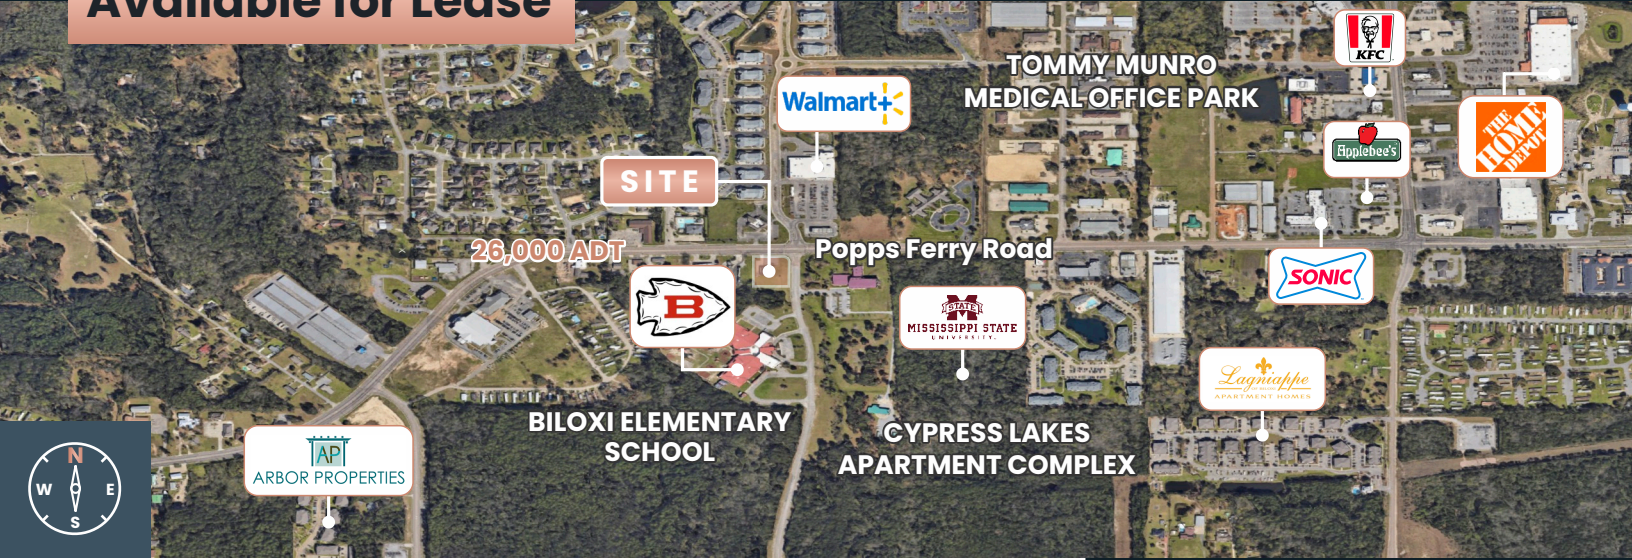 Available for Lease
KFC
TOMMY MUNRO
MEDICAL OFFICE PARK
Walmart+
THE
HOME
DEPOT
Applebee's
SITE
26,000 ADT
Popps Ferry Road
SONIC
B
STATE
MISSISSIPPI STATE
UNIVERSITY.
Lagniappe
APARTMENT HOMES
BILOXI ELEMENTARY
SCHOOL
CYPRESS LAKES
APARTMENT COMPLEX
AP
ARBOR PROPERTIES
N
W E
S